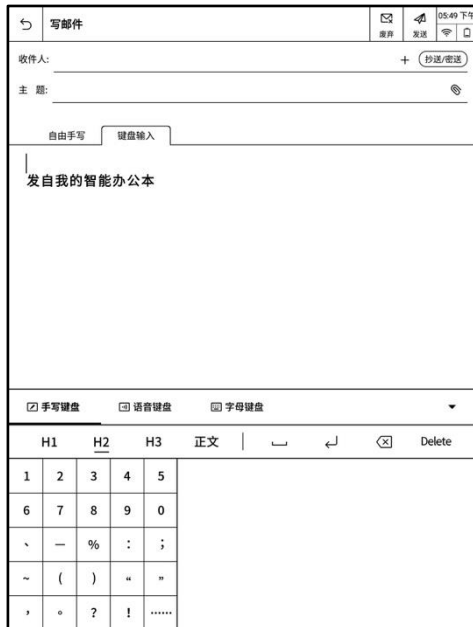 写邮件
废弃
发送
05:49 下午
收件人:
+ 抄送/密送
主 题:
自由手写 键盘输入
发自我的智能办公本
手写键盘 语音键盘 字母键盘
H1 H2 H3 正文 Delete
1 2 3 4 5
6 7 8 9 0
、 — % : ;
~ ( ) “ ”
, 。 ? ! ……